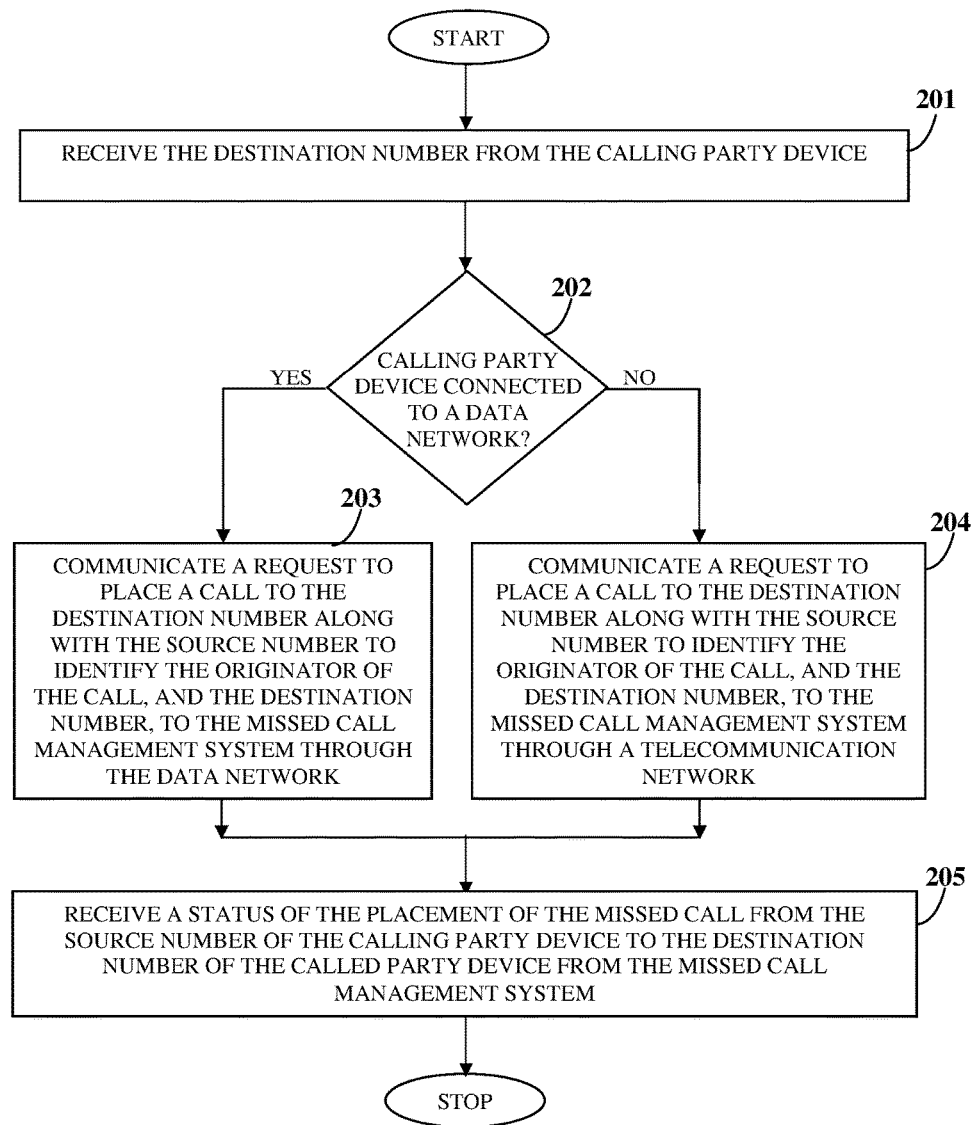 START
201
RECEIVE THE DESTINATION NUMBER FROM THE CALLING PARTY DEVICE
202
CALLING PARTY
DEVICE CONNECTED
TO A DATA
NETWORK?
YES
NO
203
COMMUNICATE A REQUEST TO
PLACE A CALL TO THE
DESTINATION NUMBER ALONG
WITH THE SOURCE NUMBER TO
IDENTIFY THE ORIGINATOR OF
THE CALL, AND THE DESTINATION
NUMBER, TO THE MISSED CALL
MANAGEMENT SYSTEM THROUGH
THE DATA NETWORK
204
COMMUNICATE A REQUEST TO
PLACE A CALL TO THE DESTINATION
NUMBER ALONG WITH THE SOURCE
NUMBER TO IDENTIFY THE
ORIGINATOR OF THE CALL, AND THE
DESTINATION NUMBER, TO THE
MISSED CALL MANAGEMENT SYSTEM
THROUGH A TELECOMMUNICATION
NETWORK
205
RECEIVE A STATUS OF THE PLACEMENT OF THE MISSED CALL FROM THE
SOURCE NUMBER OF THE CALLING PARTY DEVICE TO THE DESTINATION
NUMBER OF THE CALLED PARTY DEVICE FROM THE MISSED CALL
MANAGEMENT SYSTEM
STOP